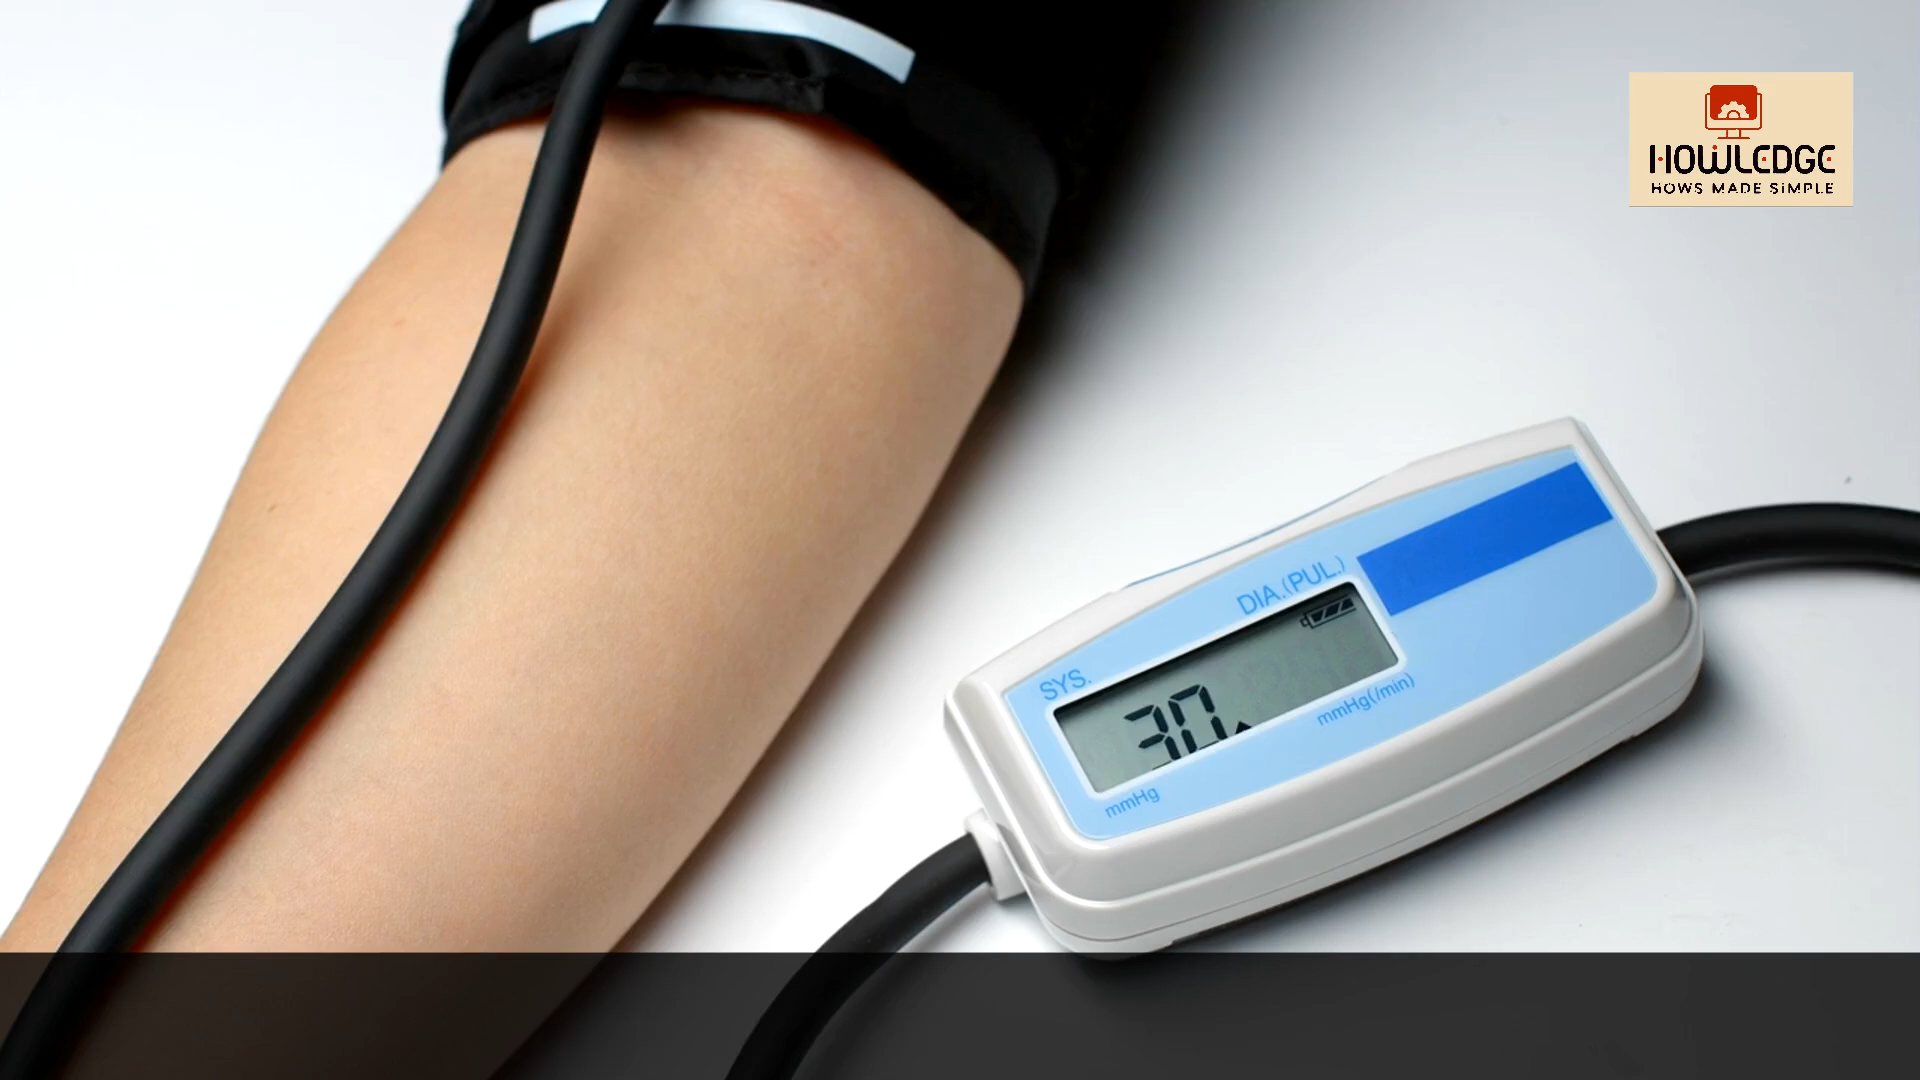 HOWLEDGE
HOWS MADE SiMPLE
DIA.(PUL.)
SYS.
30
mmHg(/min)
mmHg